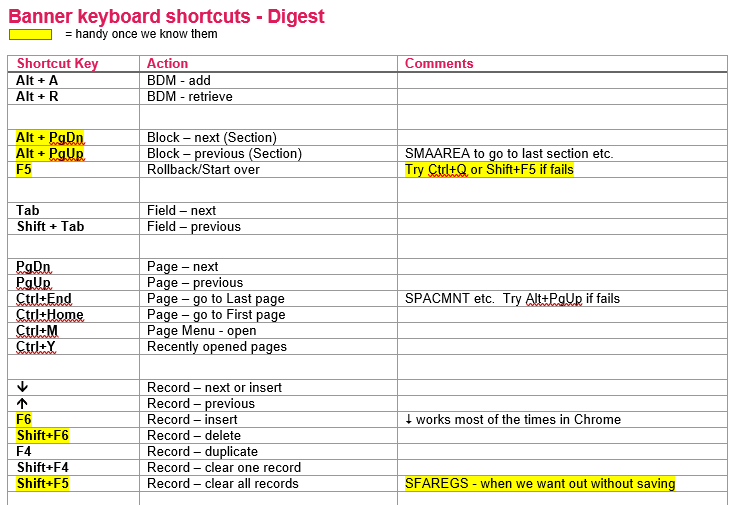 Banner keyboard shortcuts - Digest
= handy once we know them
Shortcut Key Action Comments
Alt + A BDM - add
Alt + R BDM - retrieve
Alt + PgDn Block – next (Section)
Alt + PgUp Block – previous (Section) SMAAREA to go to last section etc.
F5 Rollback/Start over Try Ctrl+Q or Shift+F5 if fails
Tab Field – next
Shift + Tab Field – previous
PgDn Page – next
PgUp Page – previous
Ctrl+End Page – go to Last page SPACMNT etc.  Try Alt+PgUp if fails
Ctrl+Home Page – go to First page
Ctrl+M Page Menu - open
Ctrl+Y Recently opened pages
↓ Record – next or insert
↑ Record – previous
F6 Record – insert ↓ works most of the times in Chrome
Shift+F6 Record – delete
F4 Record – duplicate
Shift+F4 Record – clear one record
Shift+F5 Record – clear all records SFAREGS - when we want out without saving